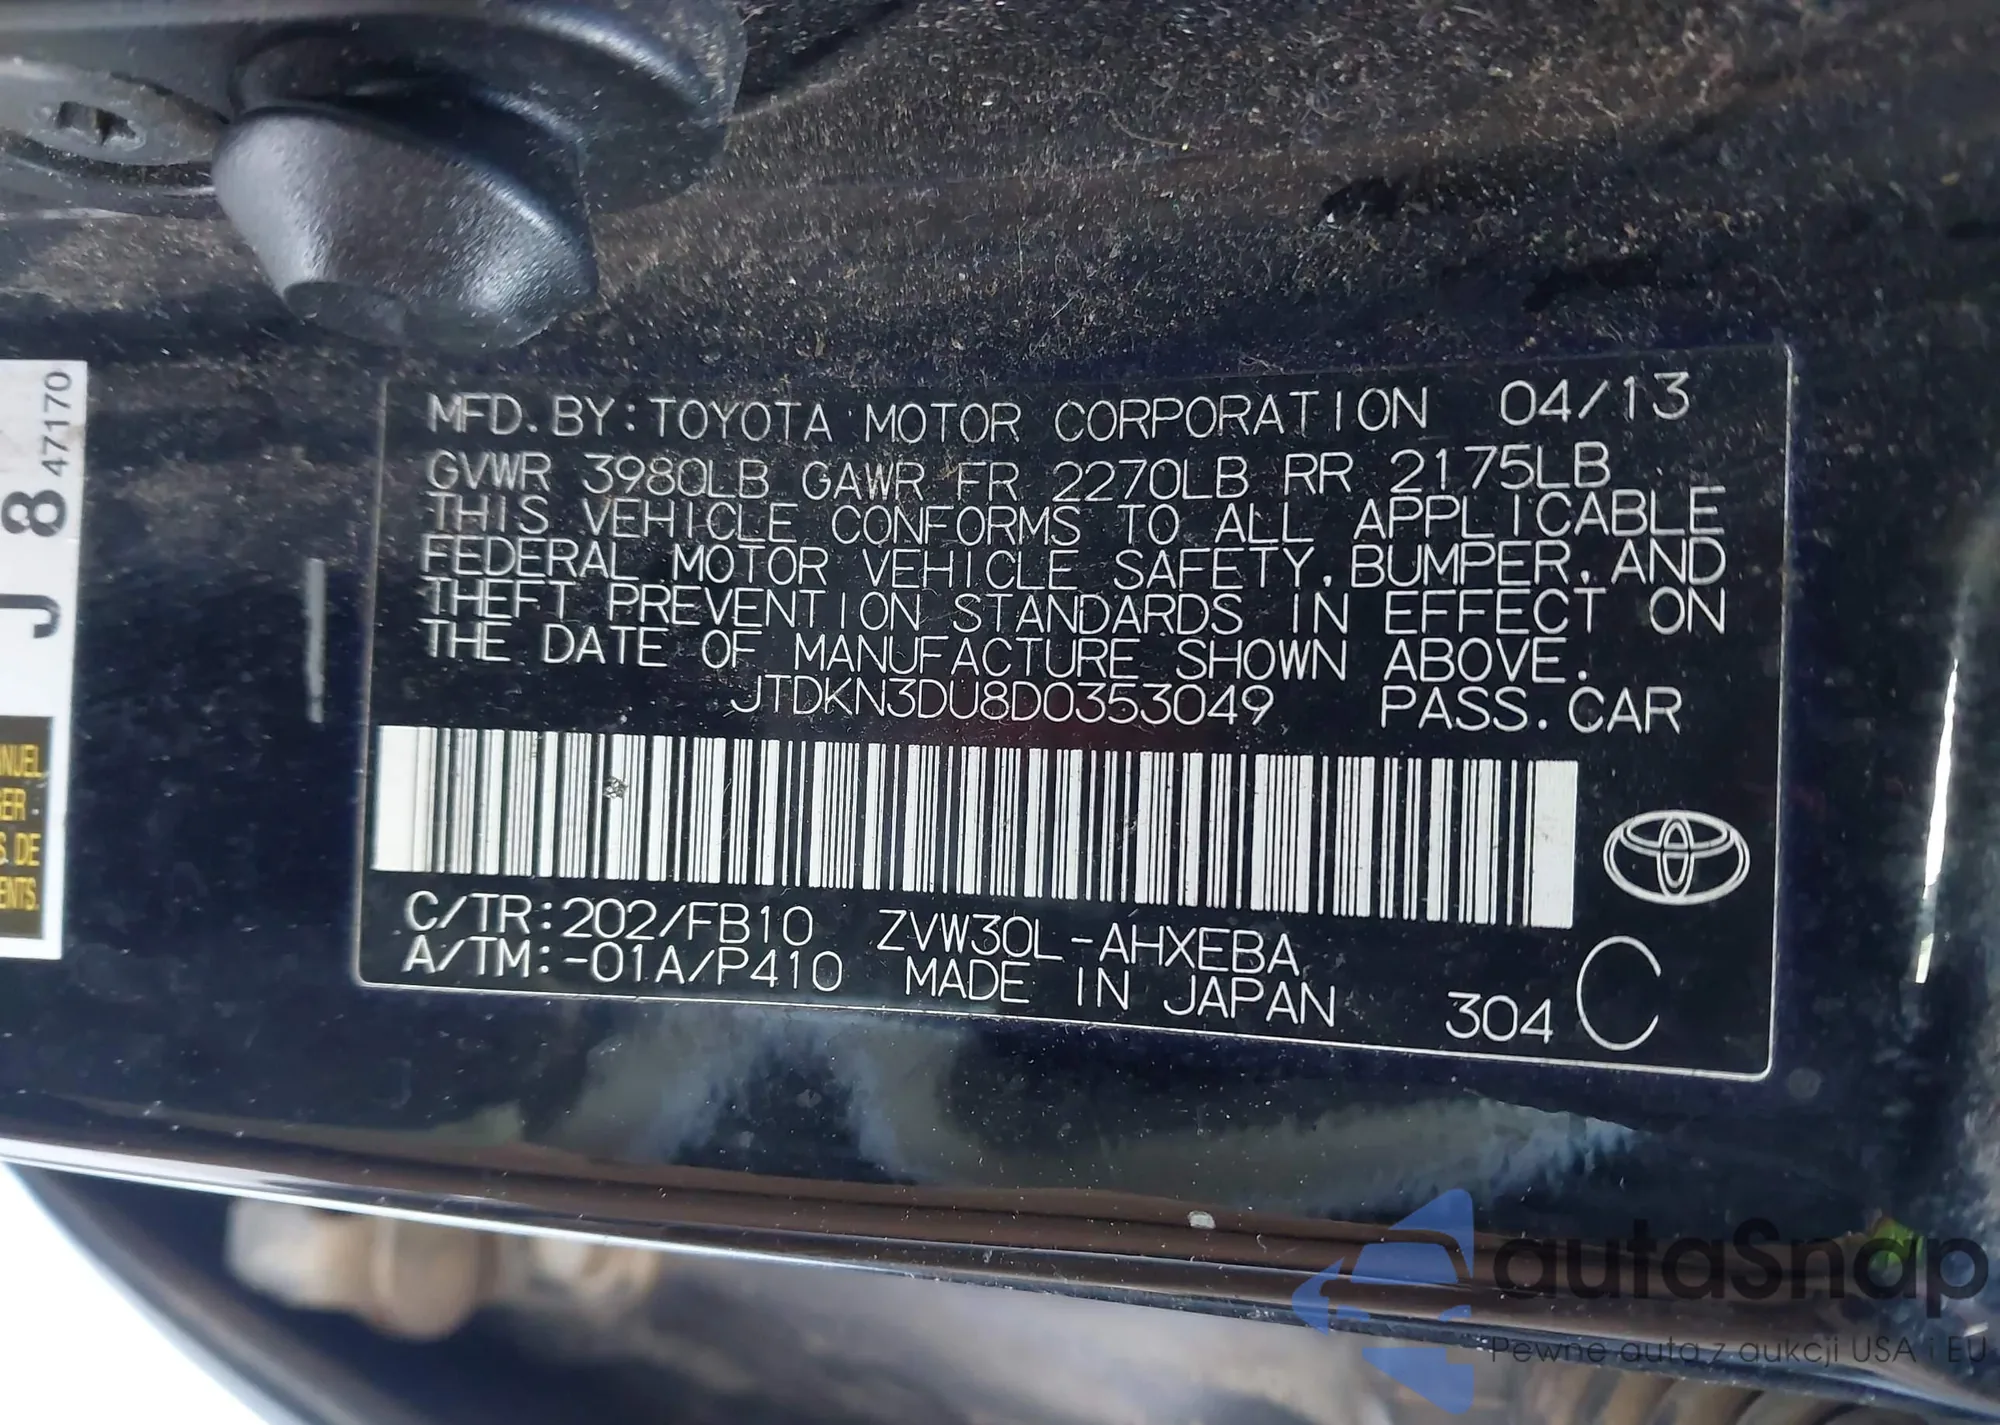 MFD. BY: TOYOTA MOTOR CORPORATION 04/13
GVWR 3980LB GAWR FR 2270LB RR 2175LB
THIS VEHICLE CONFORMS TO ALL APPLICABLE
FEDERAL MOTOR VEHICLE SAFETY, BUMPER, AND
THEFT PREVENTION STANDARDS IN EFFECT ON
THE DATE OF MANUFACTURE SHOWN ABOVE.
JTDKN3DU8D0353049 PASS. CAR
C/TR: 202/FB10 ZVW30L-AHXEBA
A/TM: -01A/P410 MADE IN JAPAN 304 C
J 8 47170
DE
autaSnap
Pewne auta z aukcji USA i EU